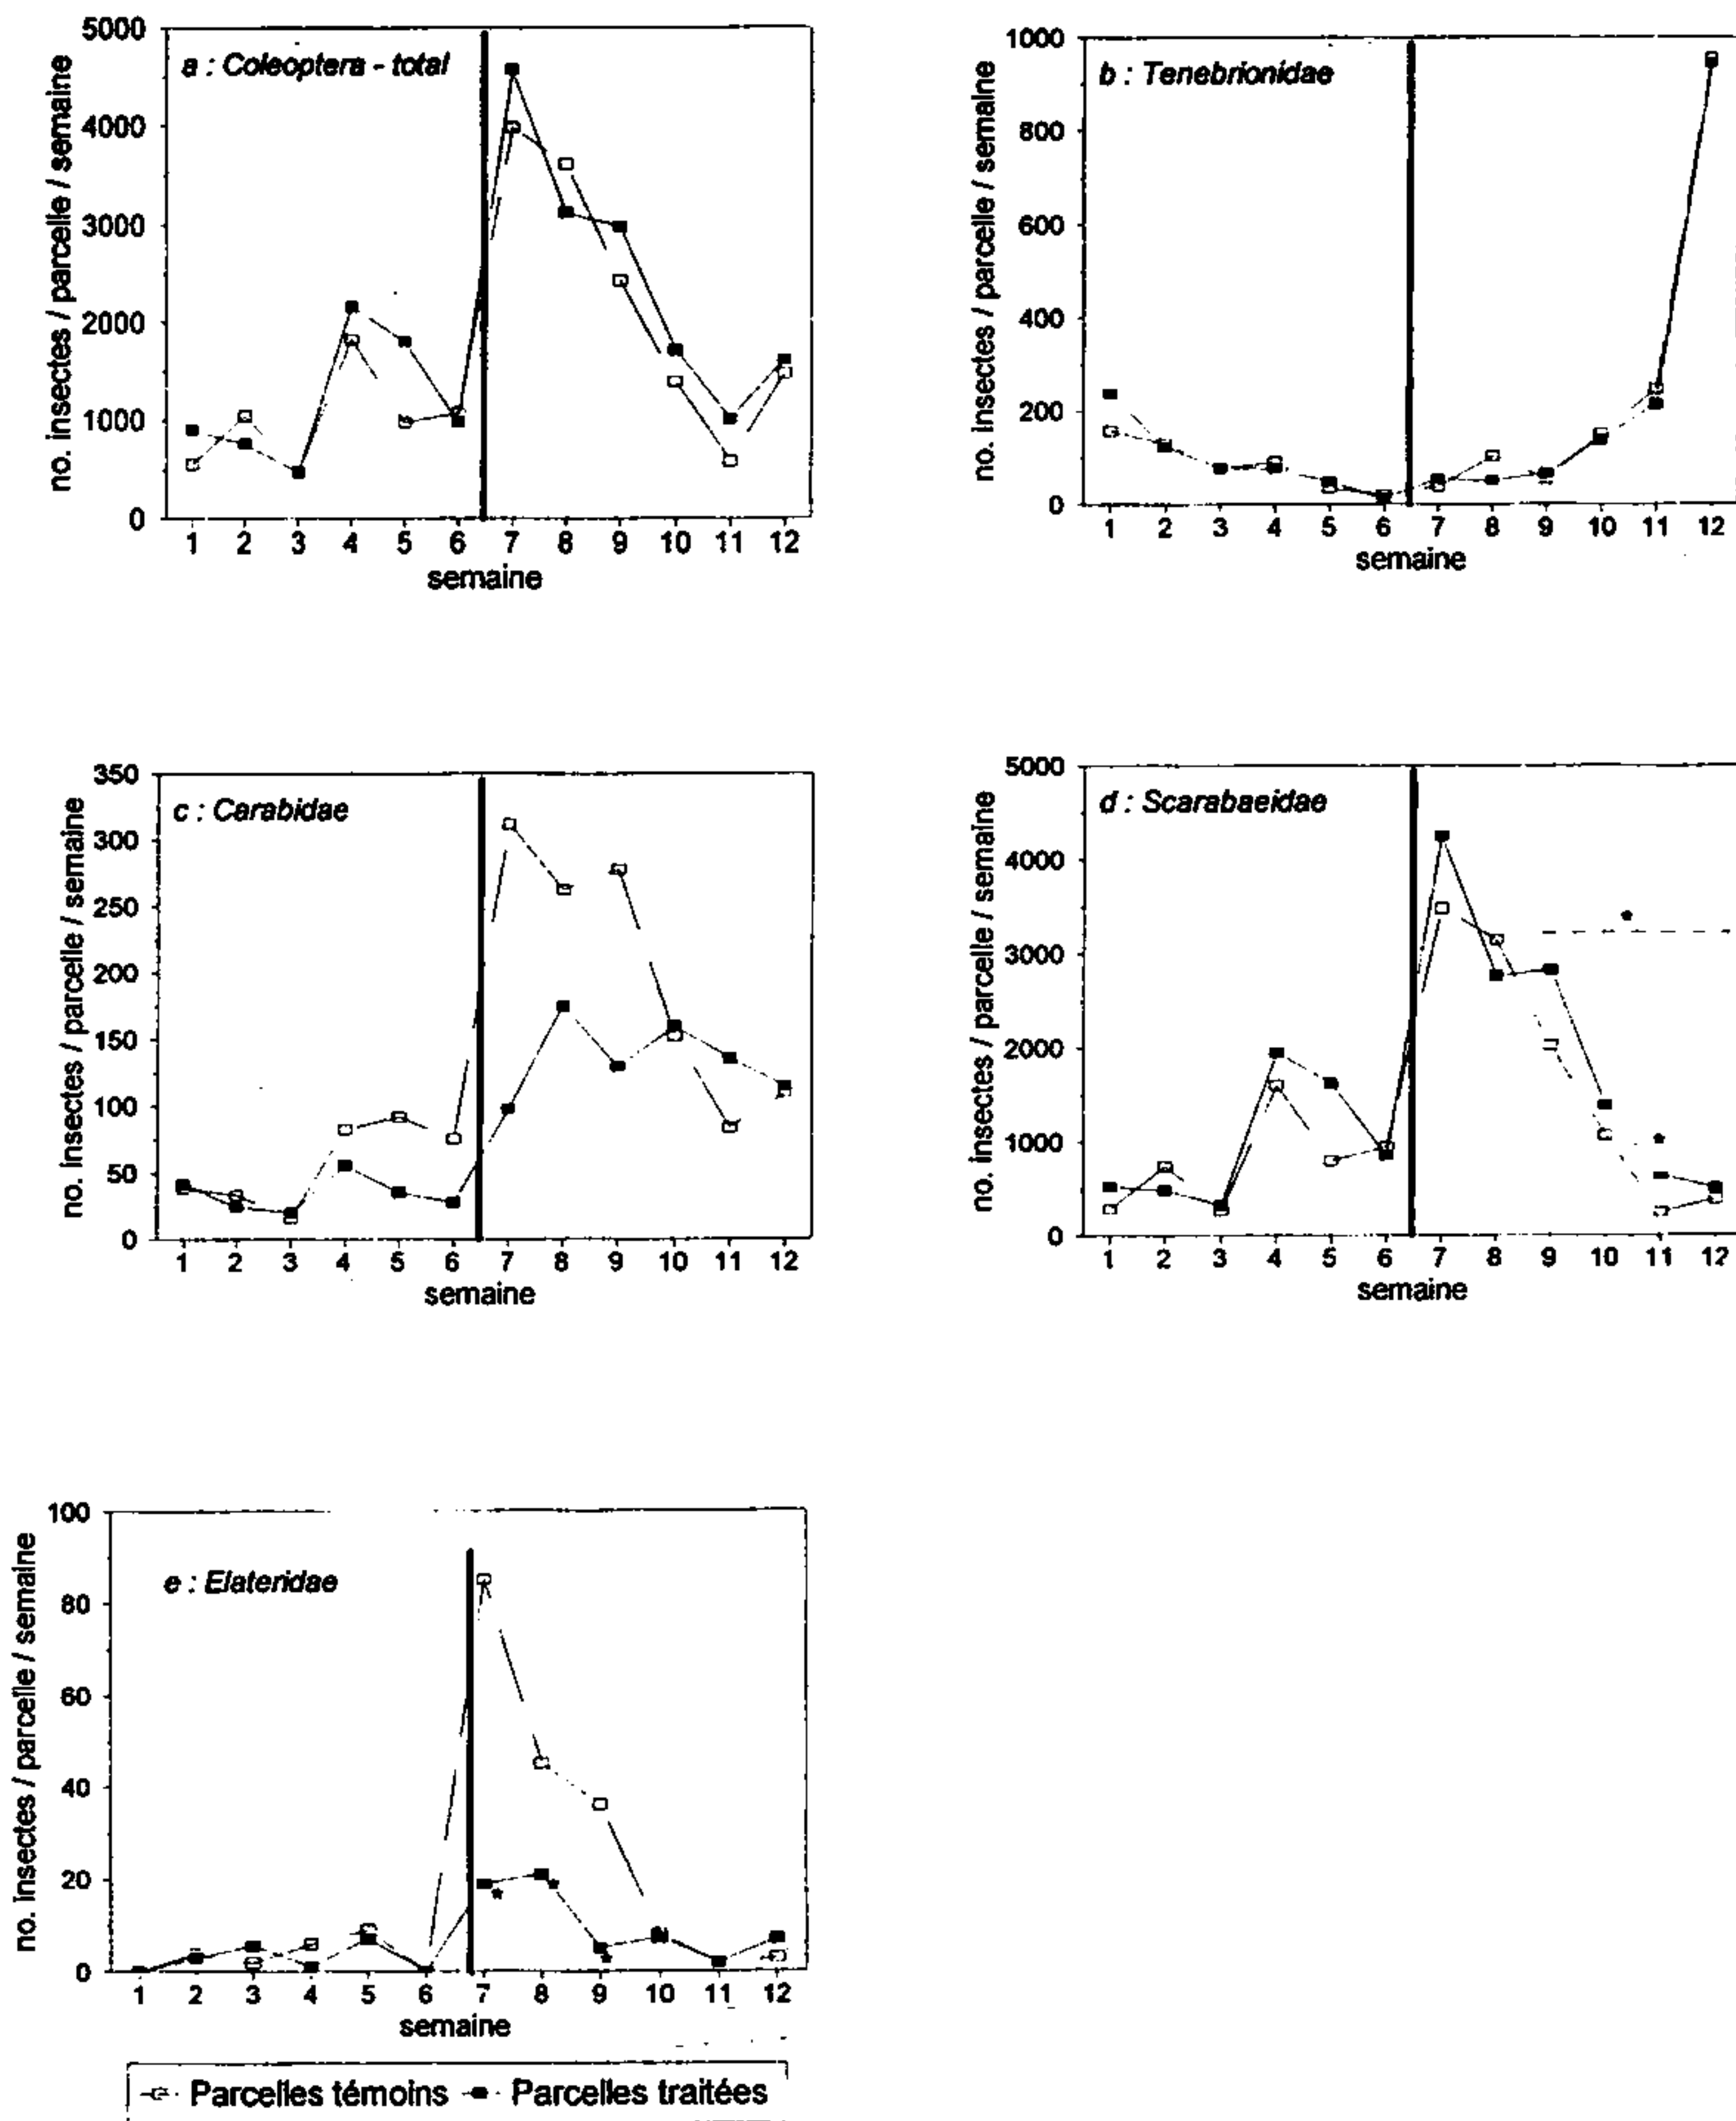 a : Coleoptera - total
no. insectes / parcelle / semaine
5000
4000
3000
2000
1000
0
1 2 3 4 5 6 7 8 9 10 11 12
semaine
b : Tenebrionidae
no. insectes / parcelle / semaine
1000
800
600
400
200
0
1 2 3 4 5 6 7 8 9 10 11 12
semaine
c : Carabidae
no. insectes / parcelle / semaine
350
300
250
200
150
100
50
0
1 2 3 4 5 6 7 8 9 10 11 12
semaine
d : Scarabaeidae
no. insectes / parcelle / semaine
5000
4000
3000
2000
1000
0
1 2 3 4 5 6 7 8 9 10 11 12
semaine
e : Elateridae
no. insectes / parcelle / semaine
100
80
60
40
20
0
1 2 3 4 5 6 7 8 9 10 11 12
semaine
Parcelles témoins Parcelles traitées